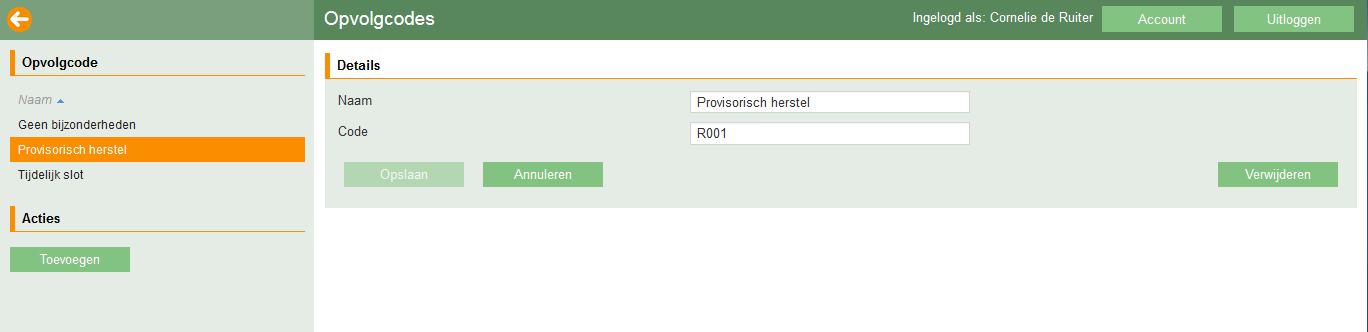 Opvolgcodes
Ingelogd als: Cornelie de Ruiter
Account
Uitloggen
Opvolgcode
Naam
Geen bijzonderheden
Provisorisch herstel
Tijdelijk slot
Acties
Toevoegen
Details
Naam
Provisorisch herstel
Code
R001
Opslaan
Annuleren
Verwijderen